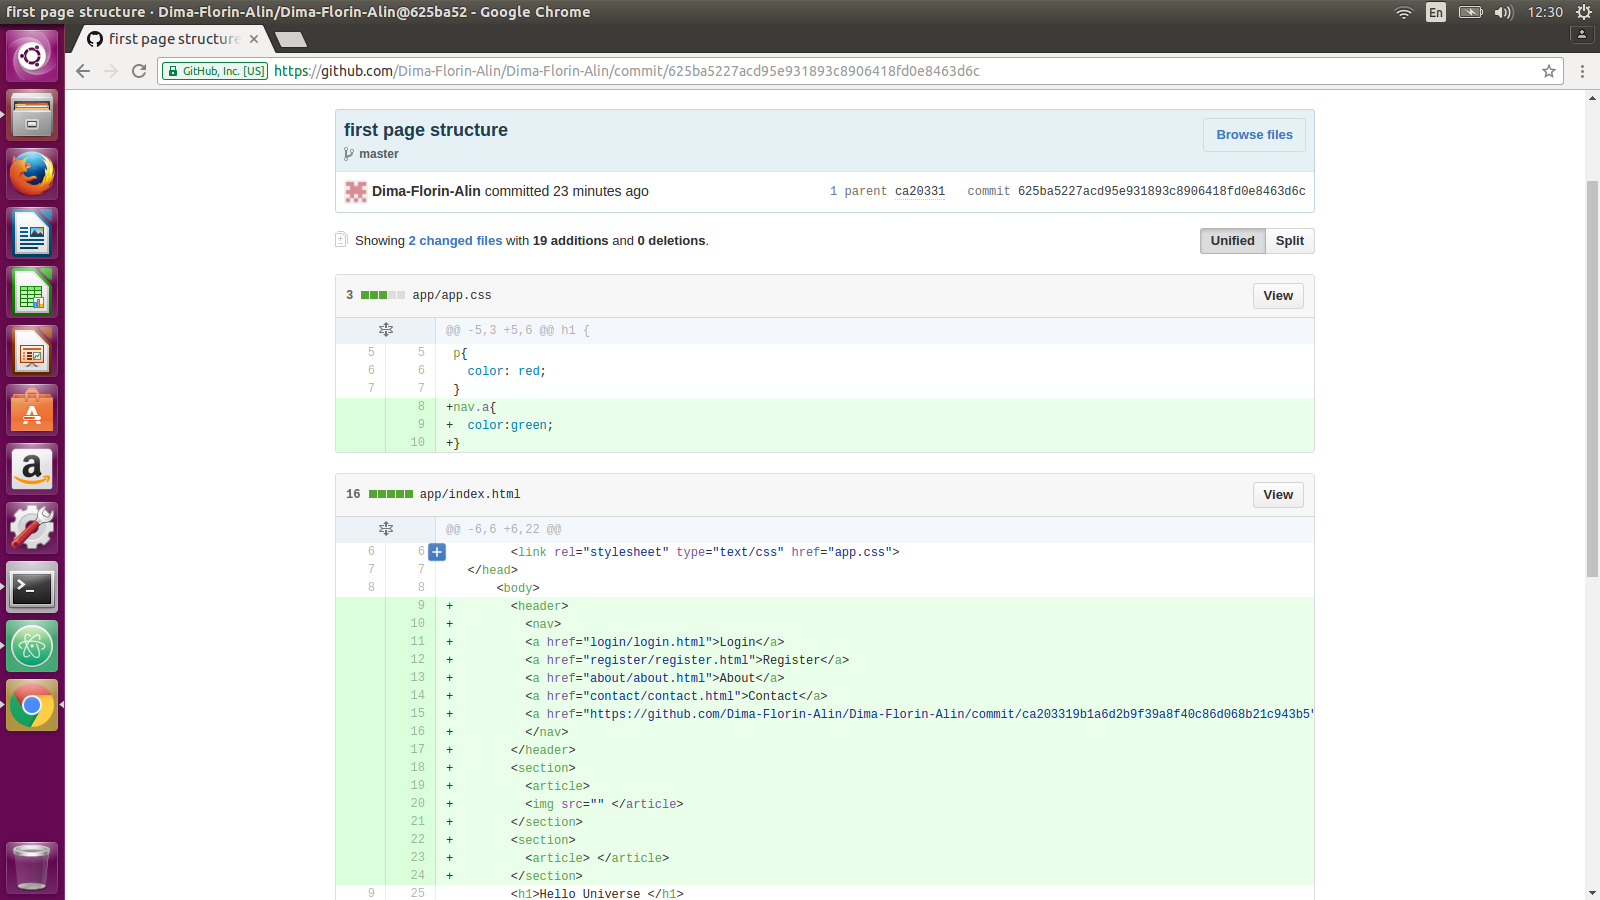 first page structure · Dima-Florin-Alin/Dima-Florin-Alin@625ba52 - Google Chrome
En
12:30
first page structure
GitHub, Inc. [US]
https://github.com/Dima-Florin-Alin/Dima-Florin-Alin/commit/625ba5227acd95e931893c8906418fd0e8463d6c
first page structure
Browse files
master
Dima-Florin-Alin committed 23 minutes ago
1 parent ca20331 commit 625ba5227acd95e931893c8906418fd0e8463d6c
Showing 2 changed files with 19 additions and 0 deletions.
Unified Split
3 app/app.css View
@@ -5,3 +5,6 @@ h1 {
5 5 p{
6 6 color: red;
7 7 }
8 +nav.a{
9 + color:green;
10 +}
16 app/index.html View
@@ -6,6 +6,22 @@
6 6 <link rel="stylesheet" type="text/css" href="app.css">
7 7 </head>
8 8 <body>
9 + <header>
10 + <nav>
11 + <a href="login/login.html">Login</a>
12 + <a href="register/register.html">Register</a>
13 + <a href="about/about.html">About</a>
14 + <a href="contact/contact.html">Contact</a>
15 + <a href="https://github.com/Dima-Florin-Alin/Dima-Florin-Alin/commit/ca203319b1a6d2b9f39a8f40c86d068b21c943b5"
16 + </nav>
17 + </header>
18 + <section>
19 + <article>
20 + <img src="" </article>
21 + </section>
22 + <section>
23 + <article> </article>
24 + </section>
9 25 <h1>Hello Universe </h1>